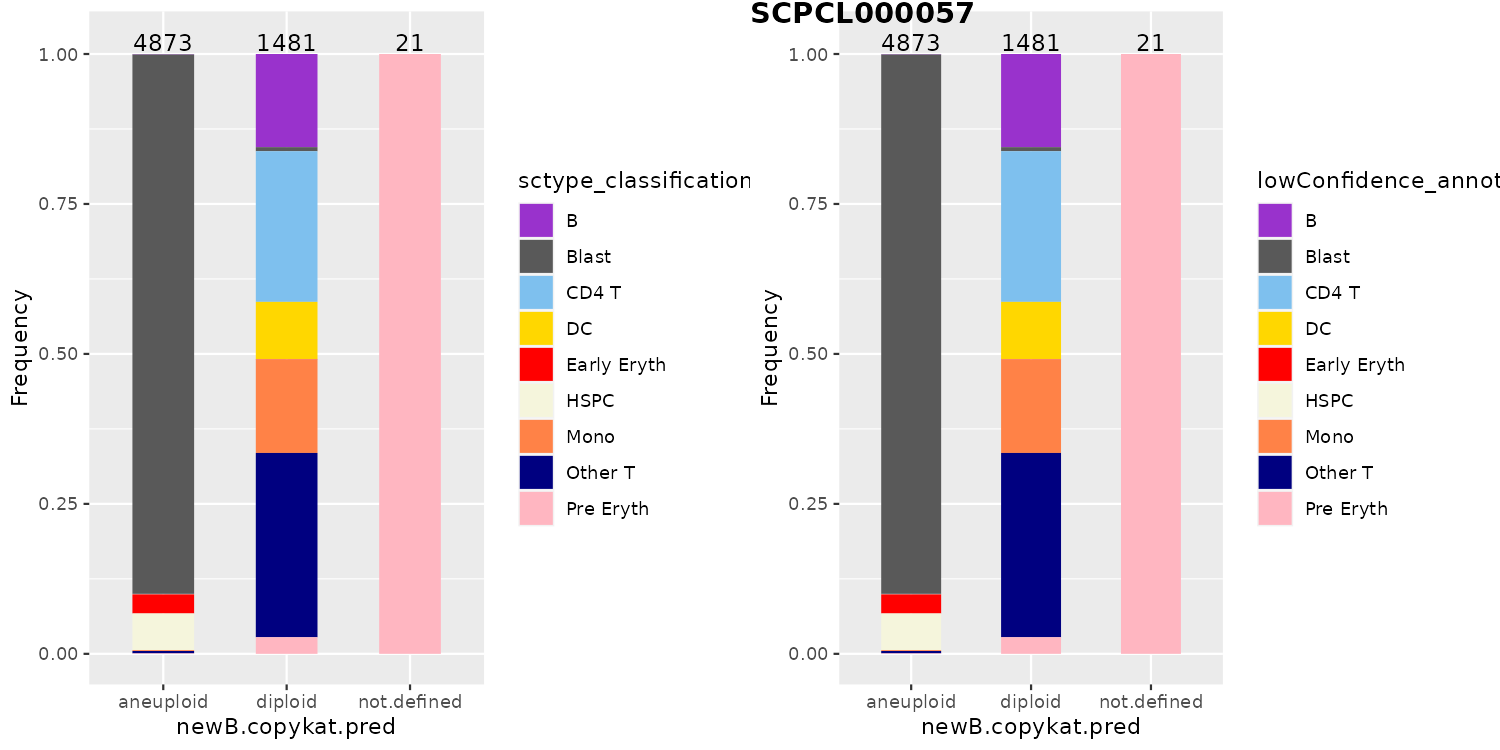 SCPCL000057
4873 1481 21
1.00
0.75
0.50
0.25
0.00
Frequency
aneuploid diploid not.defined
newB.copykat.pred
sctype_classification
B
Blast
CD4 T
DC
Early Eryth
HSPC
Mono
Other T
Pre Eryth
4873 1481 21
1.00
0.75
0.50
0.25
0.00
Frequency
aneuploid diploid not.defined
newB.copykat.pred
lowConfidence_annot
B
Blast
CD4 T
DC
Early Eryth
HSPC
Mono
Other T
Pre Eryth